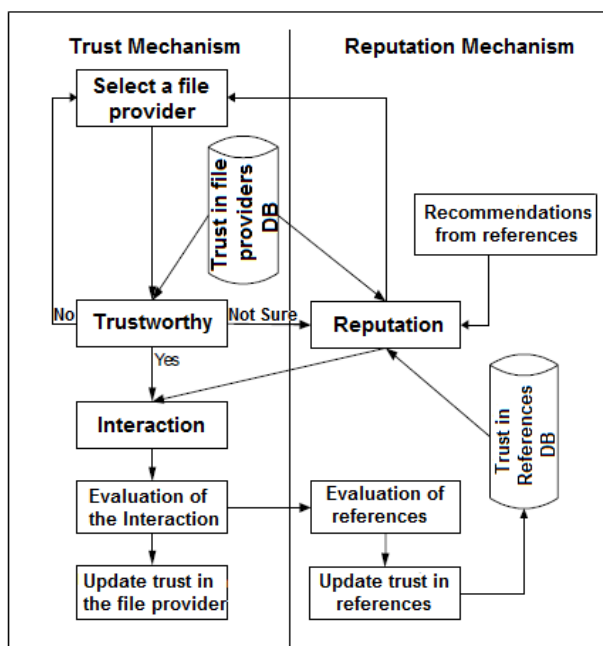 Trust Mechanism
Reputation Mechanism
Select a file
provider
Trust in file
providers
DB
Recommendations
from references
No
Trustworthy
Not Sure
Reputation
Yes
Interaction
Trust in
References
DB
Evaluation of
the Interaction
Evaluation of
references
Update trust in
the file provider
Update trust in
references